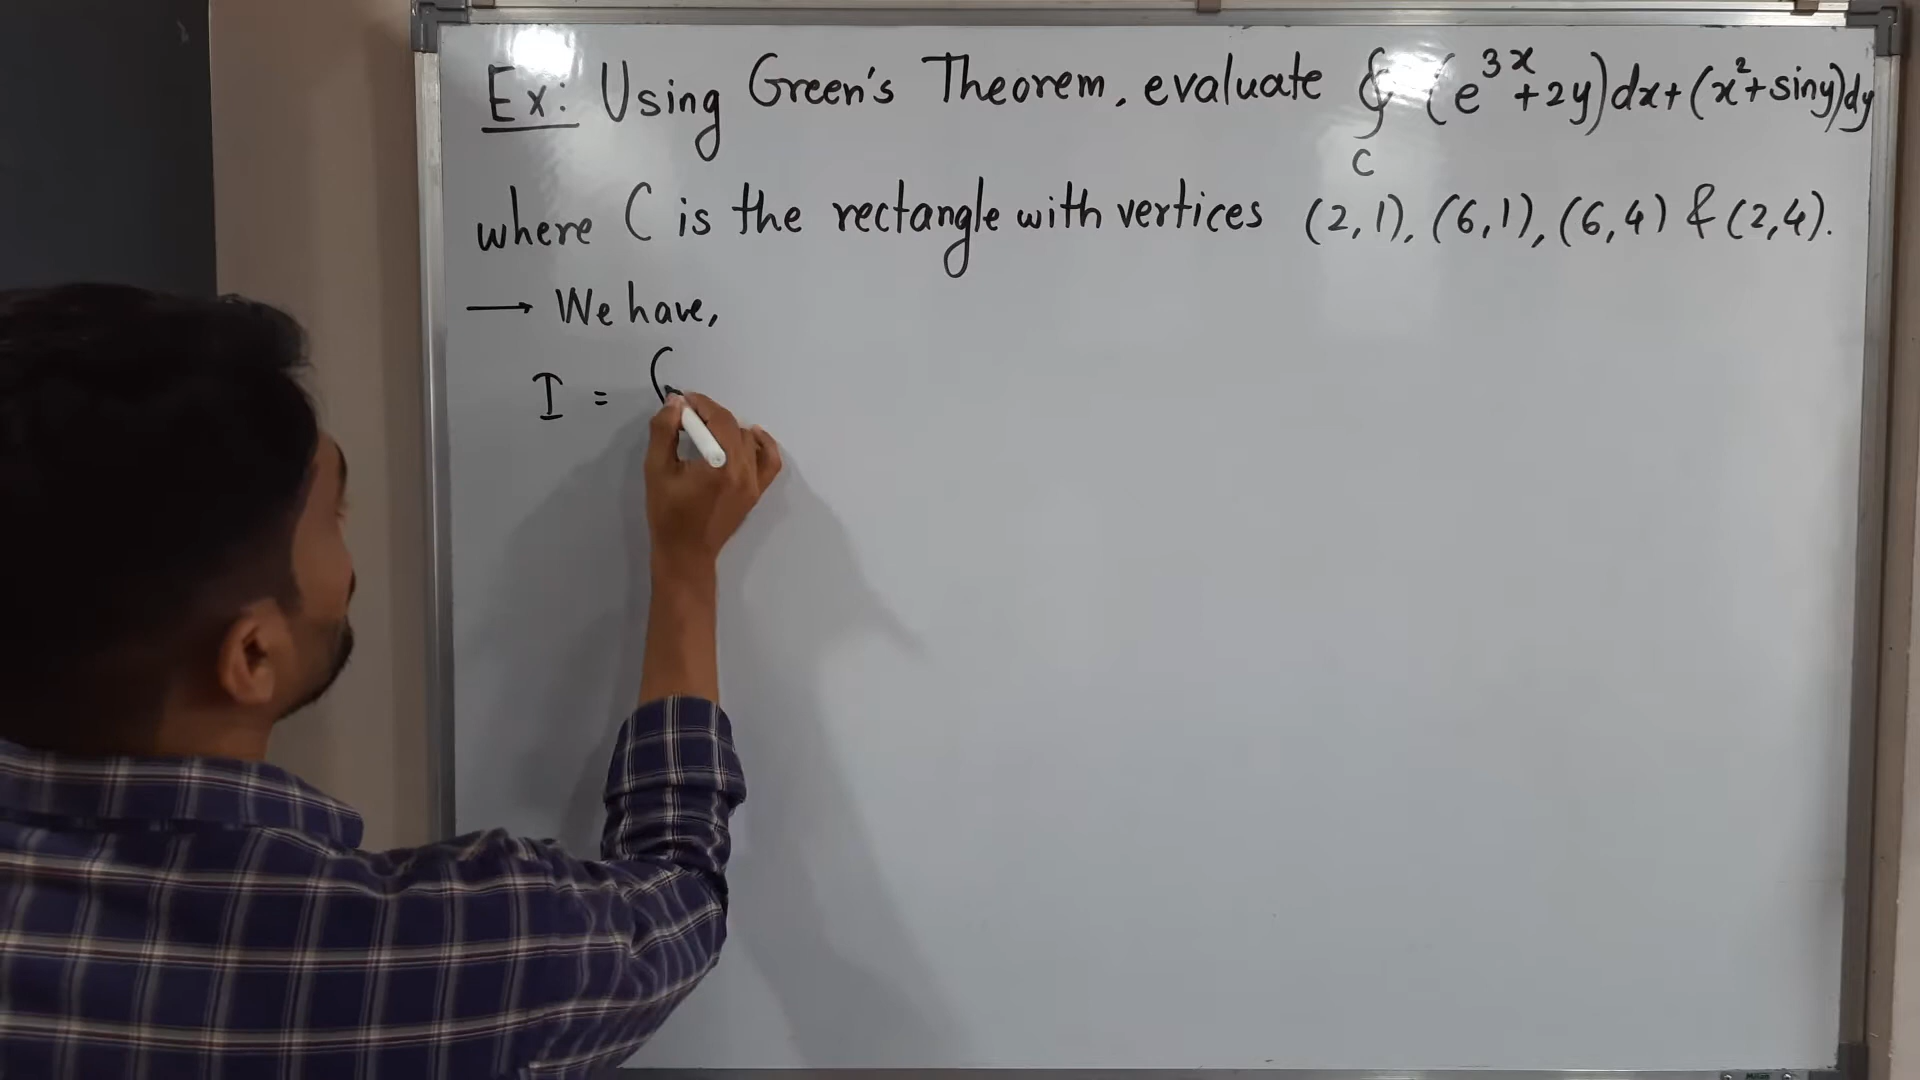 Ex: Using Green's Theorem, evaluate ∮ (e^{3x}+2y)dx+(x²+siny)dy
C
where C is the rectangle with vertices (2,1), (6,1), (6,4) & (2,4).
→ We have,
I =